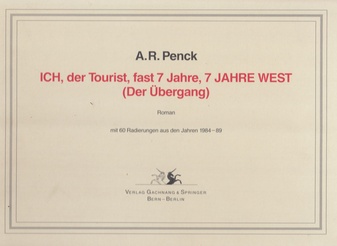 A. R. Penck
ICH, der Tourist, fast 7 Jahre, 7 JAHRE WEST
(Der Übergang)
Roman
mit 60 Radierungen aus den Jahren 1984–89
VERLAG GACHNANG & SPRINGER
BERN – BERLIN